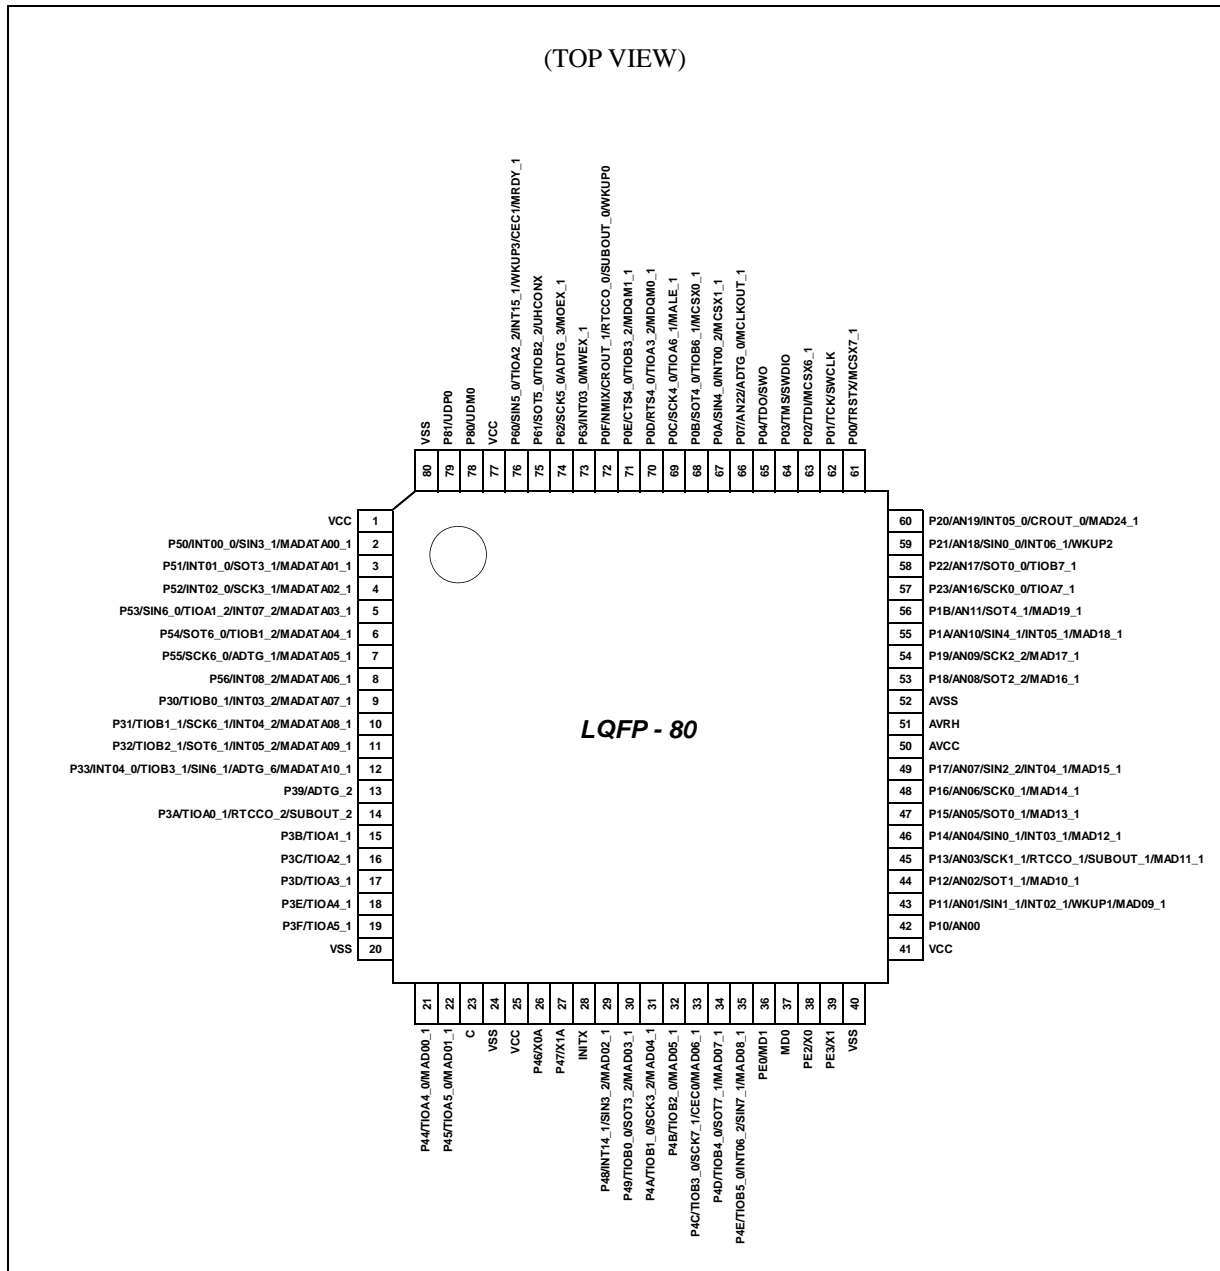 (TOP VIEW)
VSS
P81/UDP0
P80/UDM0
VCC
P60/SIN5_0/TIOA2_2/INT15_1/WKUP3/CEC1/MRDY_1
P61/SOT5_0/TIOB2_2/UHCONX
P62/SCK5_0/ADTG_3/MOEX_1
P63/INT03_0/MWEX_1
P0F/NMIX/CROUT_1/RTCCO_0/SUBOUT_0/WKUP0
P0E/CTS4_0/TIOB3_2/MDQM1_1
P0D/RTS4_0/TIOA3_2/MDQM0_1
P0C/SCK4_0/TIOA6_1/MALE_1
P0B/SOT4_0/TIOB6_1/MCSX0_1
P0A/SIN4_0/INT00_2/MCSX1_1
P07/AN22/ADTG_0/MCLKOUT_1
P04/TDO/SWO
P03/TMS/SWDIO
P02/TDI/MCSX6_1
P01/TCK/SWCLK
P00/TRSTX/MCSX7_1
80 79 78 77 76 75 74 73 72 71 70 69 68 67 66 65 64 63 62 61
VCC 1
P50/INT00_0/SIN3_1/MADATA00_1 2
P51/INT01_0/SOT3_1/MADATA01_1 3
P52/INT02_0/SCK3_1/MADATA02_1 4
P53/SIN6_0/TIOA1_2/INT07_2/MADATA03_1 5
P54/SOT6_0/TIOB1_2/MADATA04_1 6
P55/SCK6_0/ADTG_1/MADATA05_1 7
P56/INT08_2/MADATA06_1 8
P30/TIOB0_1/INT03_2/MADATA07_1 9
P31/TIOB1_1/SCK6_1/INT04_2/MADATA08_1 10
P32/TIOB2_1/SOT6_1/INT05_2/MADATA09_1 11
P33/INT04_0/TIOB3_1/SIN6_1/ADTG_6/MADATA10_1 12
P39/ADTG_2 13
P3A/TIOA0_1/RTCCO_2/SUBOUT_2 14
P3B/TIOA1_1 15
P3C/TIOA2_1 16
P3D/TIOA3_1 17
P3E/TIOA4_1 18
P3F/TIOA5_1 19
VSS 20
LQFP - 80
60 P20/AN19/INT05_0/CROUT_0/MAD24_1
59 P21/AN18/SIN0_0/INT06_1/WKUP2
58 P22/AN17/SOT0_0/TIOB7_1
57 P23/AN16/SCK0_0/TIOA7_1
56 P1B/AN11/SOT4_1/MAD19_1
55 P1A/AN10/SIN4_1/INT05_1/MAD18_1
54 P19/AN09/SCK2_2/MAD17_1
53 P18/AN08/SOT2_2/MAD16_1
52 AVSS
51 AVRH
50 AVCC
49 P17/AN07/SIN2_2/INT04_1/MAD15_1
48 P16/AN06/SCK0_1/MAD14_1
47 P15/AN05/SOT0_1/MAD13_1
46 P14/AN04/SIN0_1/INT03_1/MAD12_1
45 P13/AN03/SCK1_1/RTCCO_1/SUBOUT_1/MAD11_1
44 P12/AN02/SOT1_1/MAD10_1
43 P11/AN01/SIN1_1/INT02_1/WKUP1/MAD09_1
42 P10/AN00
41 VCC
21 22 23 24 25 26 27 28 29 30 31 32 33 34 35 36 37 38 39 40
P44/TIOA4_0/MAD00_1
P45/TIOA5_0/MAD01_1
C
VSS
VCC
P46/X0A
P47/X1A
INITX
P48/INT14_1/SIN3_2/MAD02_1
P49/TIOB0_0/SOT3_2/MAD03_1
P4A/TIOB1_0/SCK3_2/MAD04_1
P4B/TIOB2_0/MAD05_1
P4C/TIOB3_0/SCK7_1/CEC0/MAD06_1
P4D/TIOB4_0/SOT7_1/MAD07_1
P4E/TIOB5_0/INT06_2/SIN7_1/MAD08_1
PE0/MD1
MD0
PE2/X0
PE3/X1
VSS